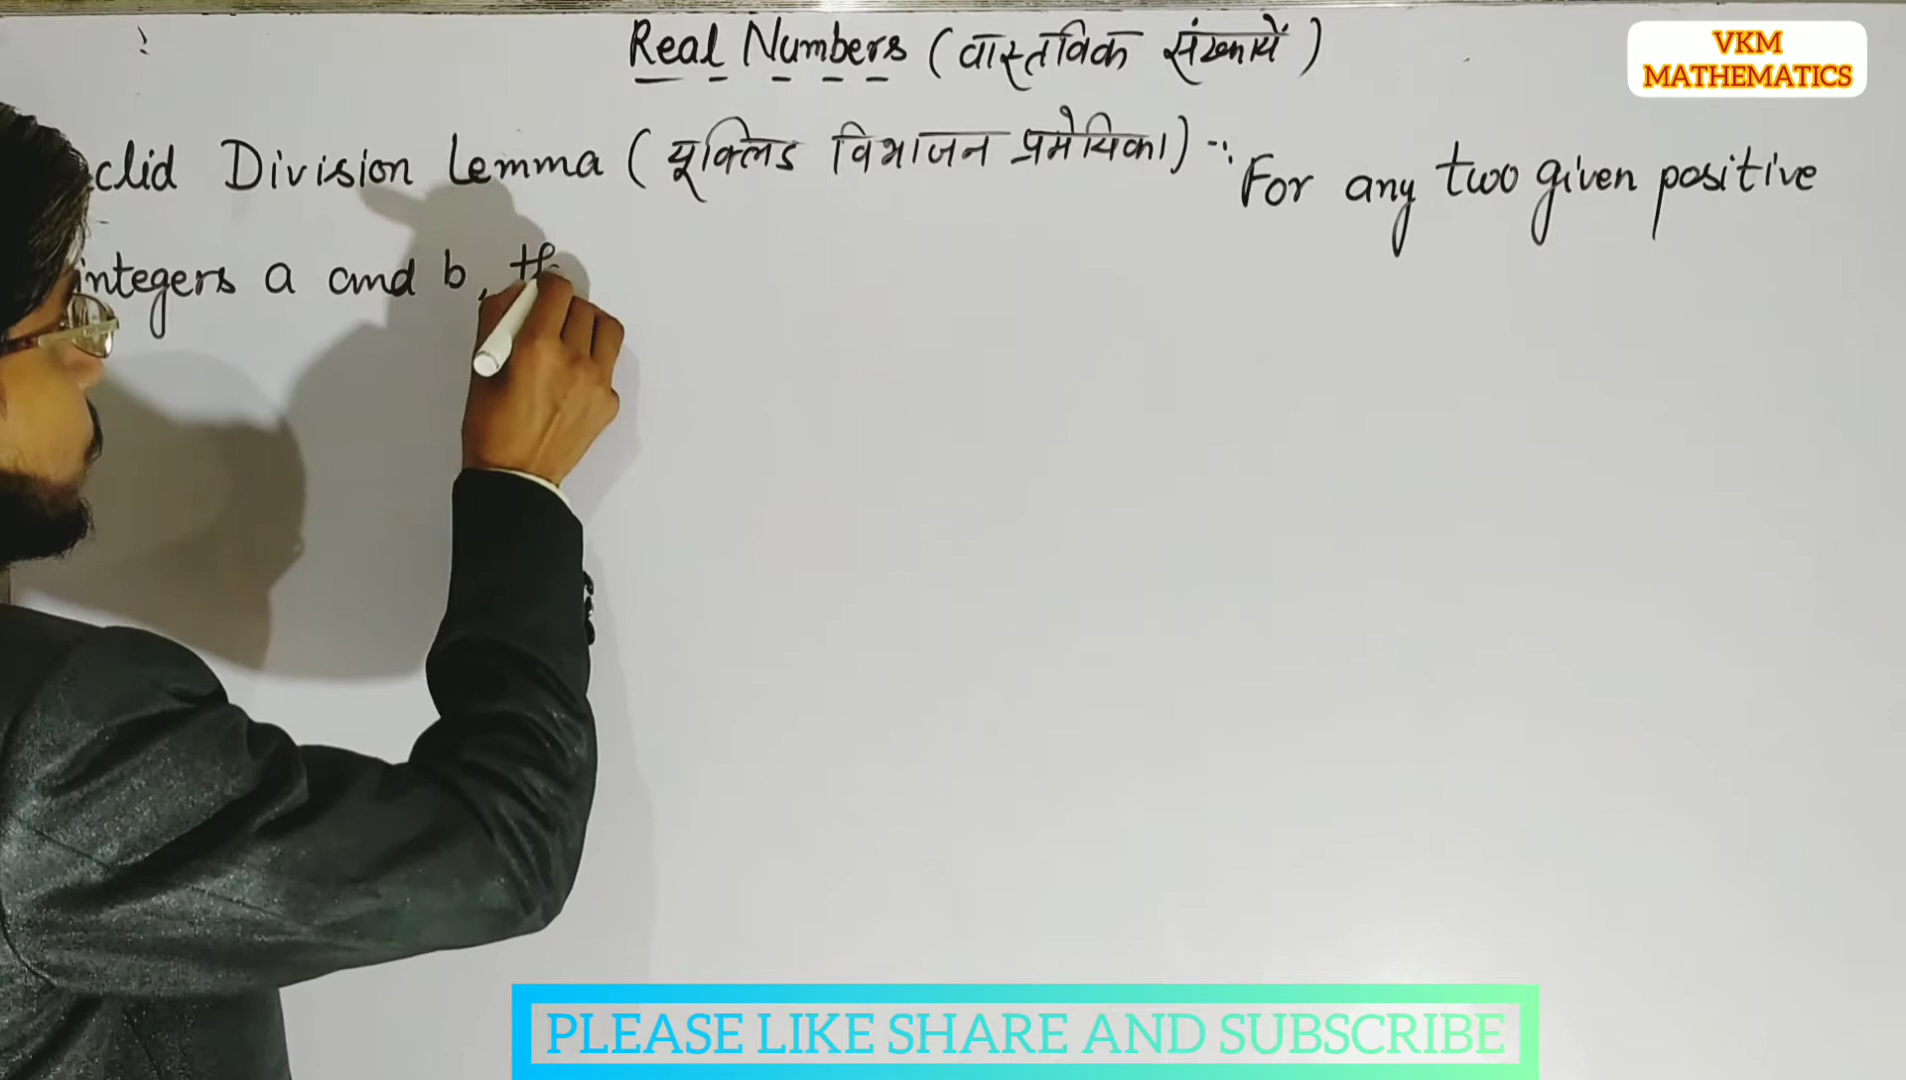 Real Numbers (वास्तविक संख्यायें)
VKM
MATHEMATICS
clid Division Lemma (यूक्लिड विभाजन प्रमेयिका) :- For any two given positive
integers a and b, th
PLEASE LIKE SHARE AND SUBSCRIBE